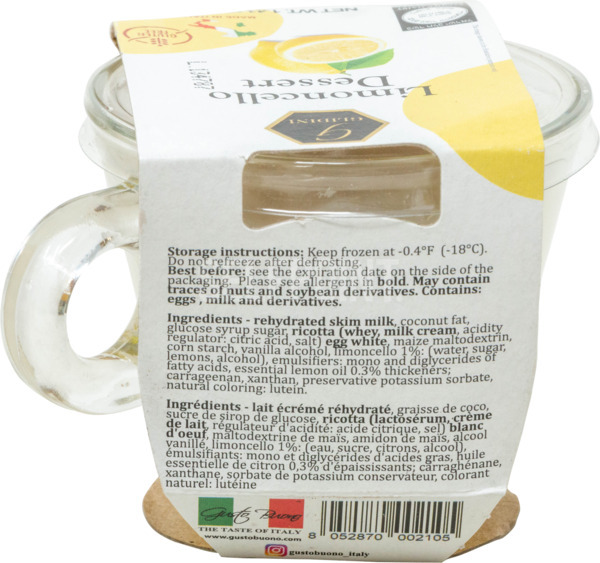 Limoncello
Dessert
GIARDINI
Storage instructions: Keep frozen at -0.4°F (-18°C).
Do not refreeze after defrosting.
Best before: see the expiration date on the side of the
packaging. Please see allergens in bold. May contain
traces of nuts and soybean derivatives. Contains:
eggs , milk and derivatives.
Ingredients - rehydrated skim milk, coconut fat,
glucose syrup sugar, ricotta (whey, milk cream, acidity
regulator: citric acid, salt) egg white, maize maltodextrin,
corn starch, vanilla alcohol, limoncello 1%: (water, sugar,
lemons, alcohol), emulsifiers: mono and diglycerides of
fatty acids, essential lemon oil 0.3% thickeners;
carrageenan, xanthan, preservative potassium sorbate,
natural coloring: lutein.
Ingrédients - lait écrémé réhydraté, graisse de coco,
sucre de sirop de glucose, ricotta (lactosérum, crème
de lait, régulateur d'acidité: acide citrique, sel) blanc
d'oeuf, maltodextrine de maïs, amidon de maïs, alcool
vanillé, limoncello 1%: (eau, sucre, citrons, alcool),
émulsifiants: mono et diglycérides d'acides gras, huile
essentielle de citron 0,3% d'épaississants; carraghénane,
xanthane, sorbate de potassium conservateur, colorant
naturel: lutéine
Gusto Buono
THE TASTE OF ITALY
www.gustobuono.com
gustobuono_italy
8 052870 002105